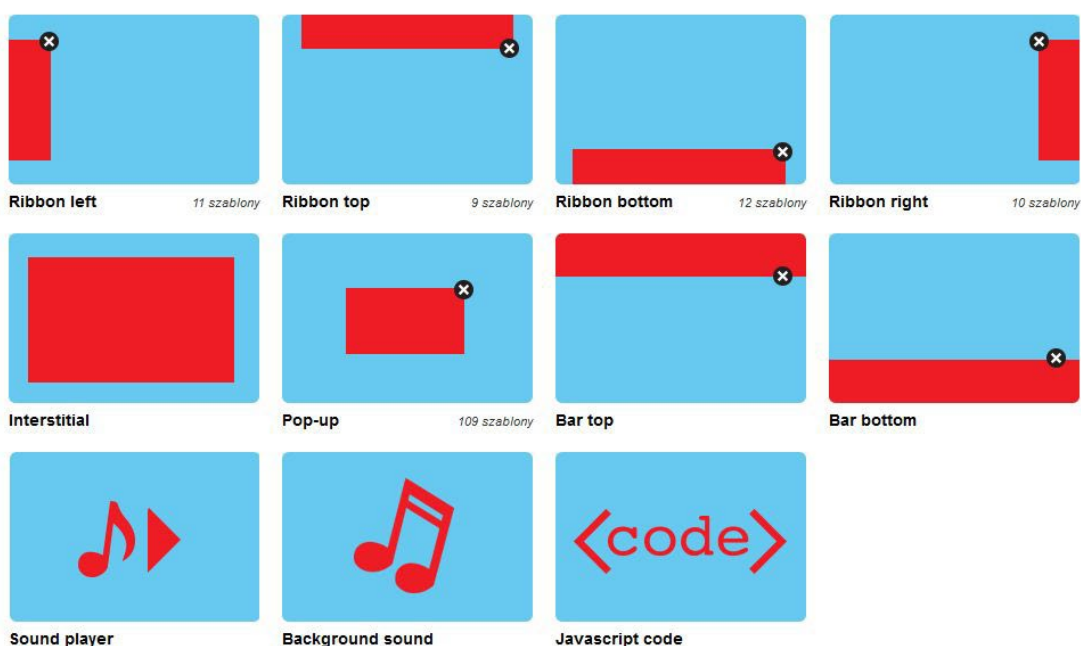 Ribbon left 11 szablony
Ribbon top 9 szablony
Ribbon bottom 12 szablony
Ribbon right 10 szablony
Interstitial
Pop-up 109 szablony
Bar top
Bar bottom
<code>
Sound player
Background sound
Javascript code